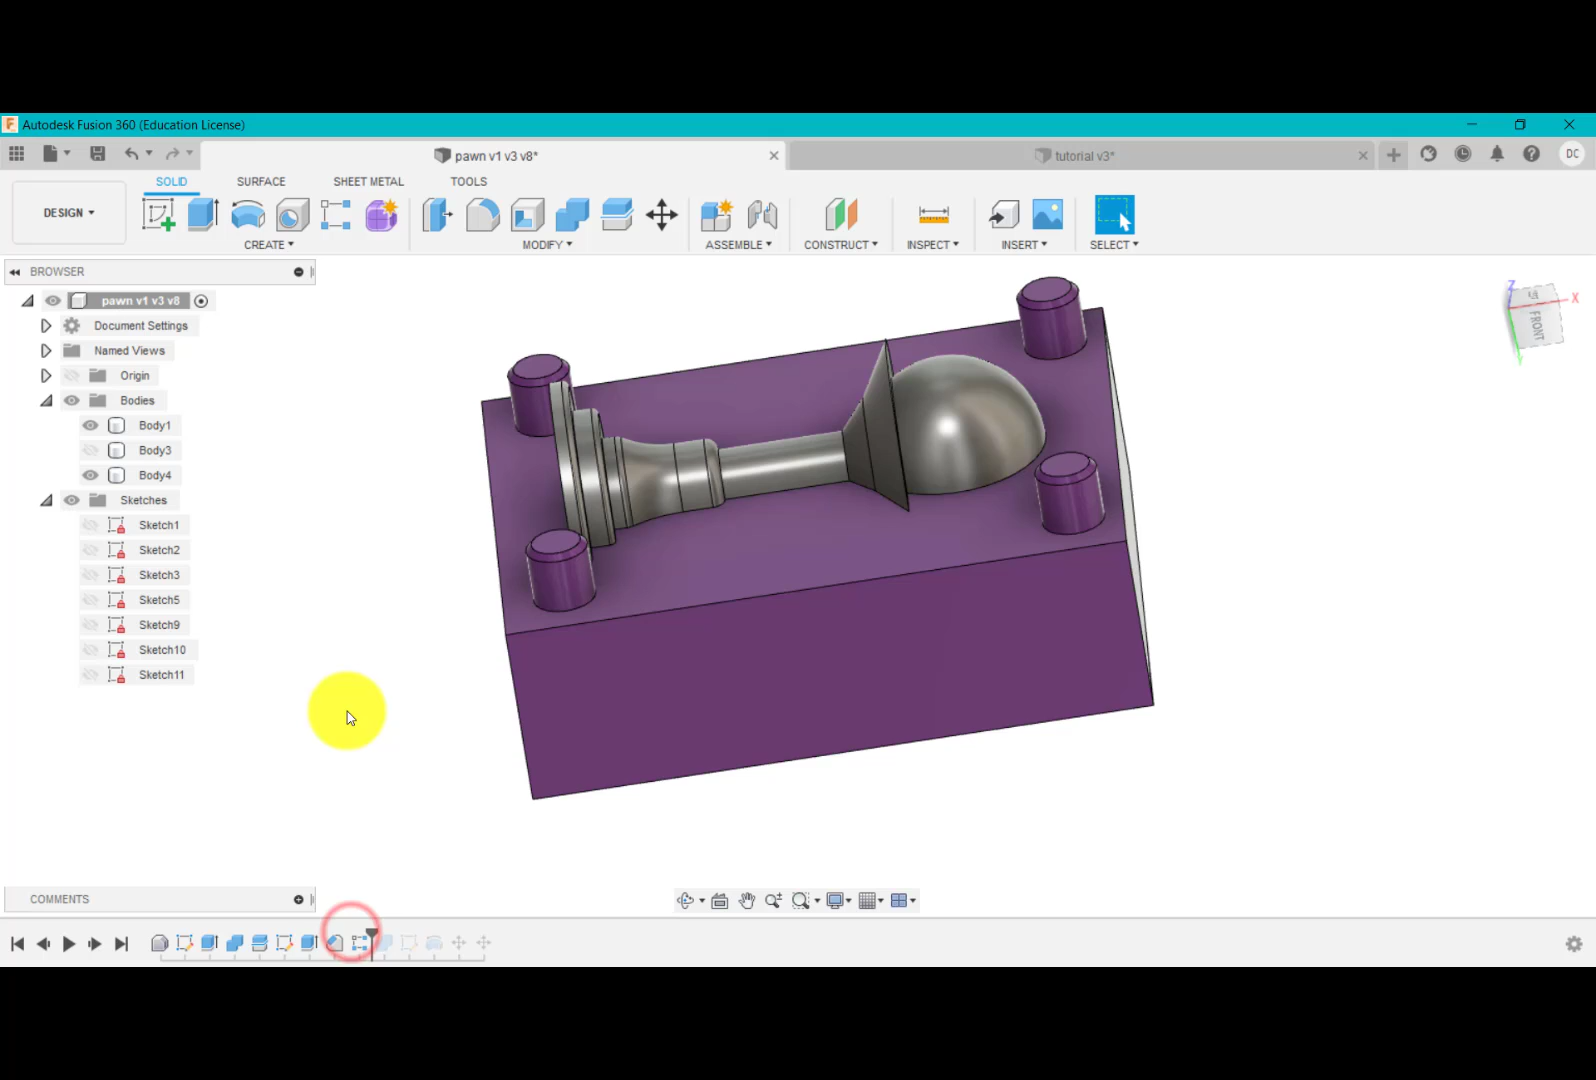 Autodesk Fusion 360 (Education License)
pawn v1 v3 v8*
tutorial v3*
DC
SOLID
SURFACE
SHEET METAL
TOOLS
DESIGN
CREATE
MODIFY
ASSEMBLE
CONSTRUCT
INSPECT
INSERT
SELECT
BROWSER
pawn v1 v3 v8
Document Settings
Named Views
Origin
Bodies
Body1
Body3
Body4
Sketches
Sketch1
Sketch2
Sketch3
Sketch5
Sketch9
Sketch10
Sketch11
Z
X
Y
FRONT
COMMENTS